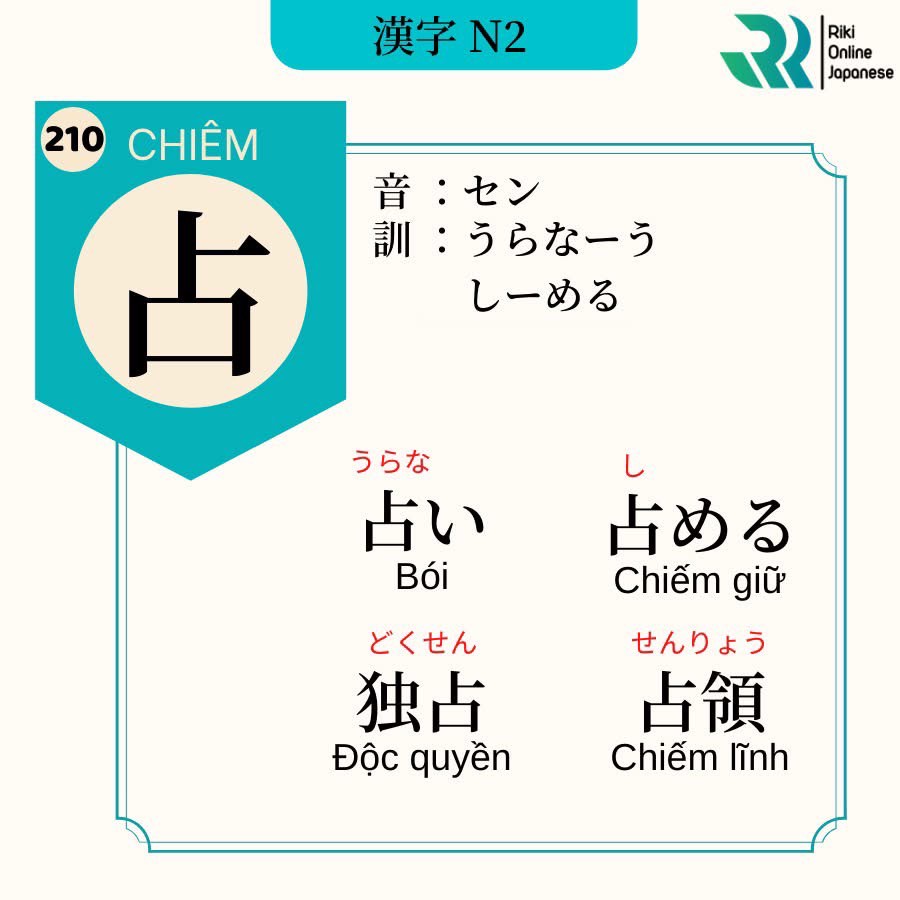 漢字 N2
Riki
Online
Japanese
210
CHIÊM
占
音 ：セン
訓 ：うらなーう
しーめる
うらな
占い
Bói
し
占める
Chiếm giữ
どくせん
独占
Độc quyền
せんりょう
占領
Chiếm lĩnh